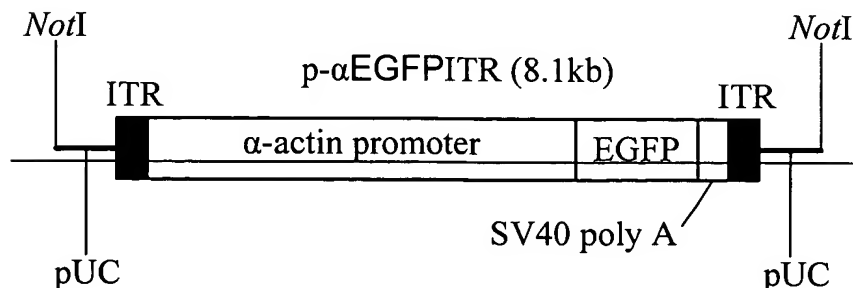 NotI
NotI
p-αEGFPITR (8.1kb)
ITR
ITR
α-actin promoter
EGFP
SV40 poly A
pUC
pUC